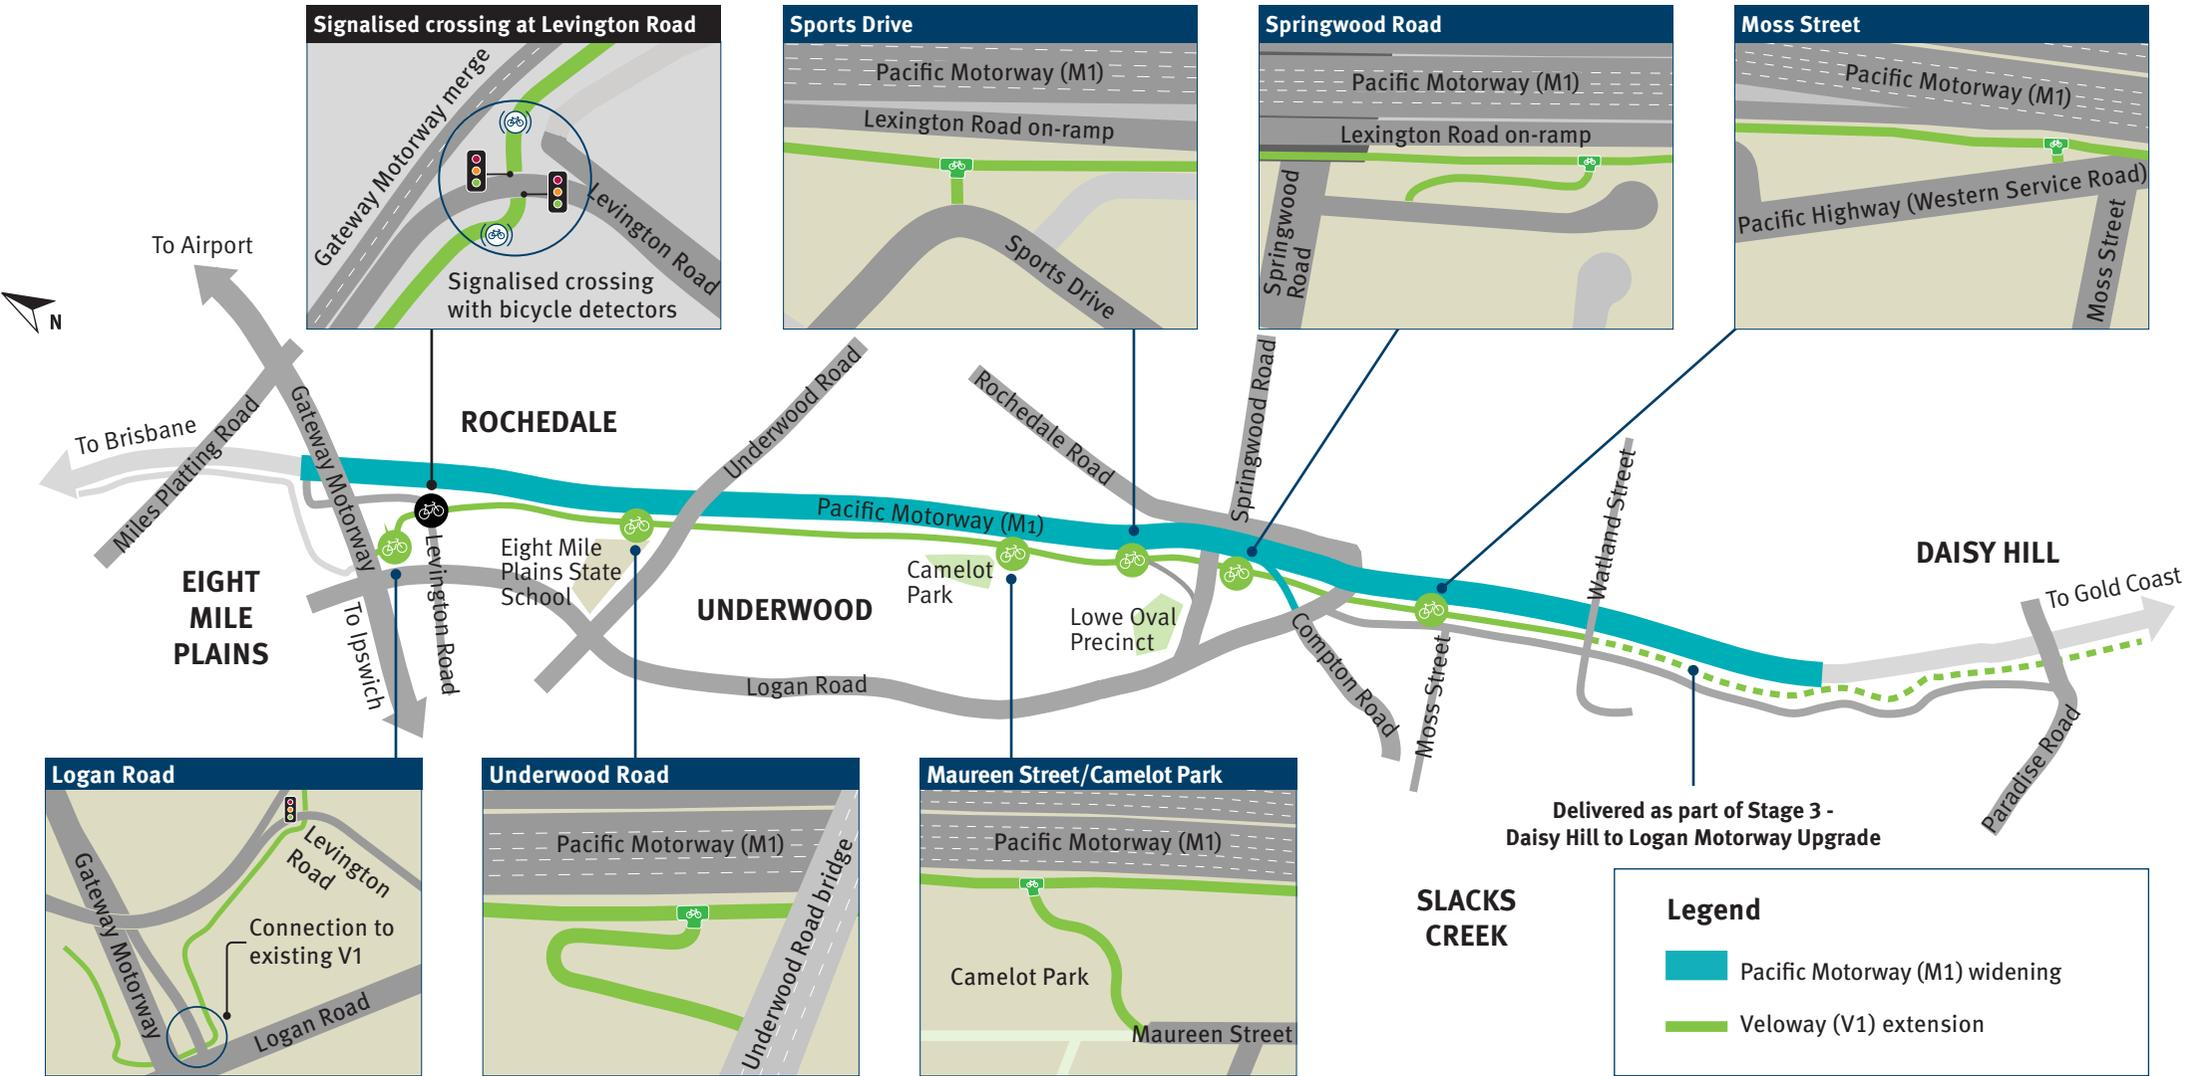 Signalised crossing at Levington Road
Gateway Motorway merge
Levington Road
Signalised crossing
with bicycle detectors
Sports Drive
Pacific Motorway (M1)
Lexington Road on-ramp
Sports Drive
Springwood Road
Pacific Motorway (M1)
Lexington Road on-ramp
Springwood
Road
Moss Street
Pacific Motorway (M1)
Pacific Highway (Western Service Road)
Moss Street
To Airport
N
To Brisbane
Miles Platting Road
Gateway Motorway
ROCHEDALE
Underwood Road
Rochedale Road
Springwood Road
Watland Street
DAISY HILL
To Gold Coast
Pacific Motorway (M1)
EIGHT
MILE
PLAINS
To Ipswich
Levington Road
Eight Mile
Plains State
School
UNDERWOOD
Camelot
Park
Lowe Oval
Precinct
Logan Road
Compton Road
Moss Street
Paradise Road
Delivered as part of Stage 3 -
Daisy Hill to Logan Motorway Upgrade
SLACKS
CREEK
Logan Road
Gateway Motorway
Levington
Road
Connection to
existing V1
Logan Road
Underwood Road
Pacific Motorway (M1)
Underwood Road bridge
Maureen Street/Camelot Park
Pacific Motorway (M1)
Camelot Park
Maureen Street
Legend
Pacific Motorway (M1) widening
Veloway (V1) extension